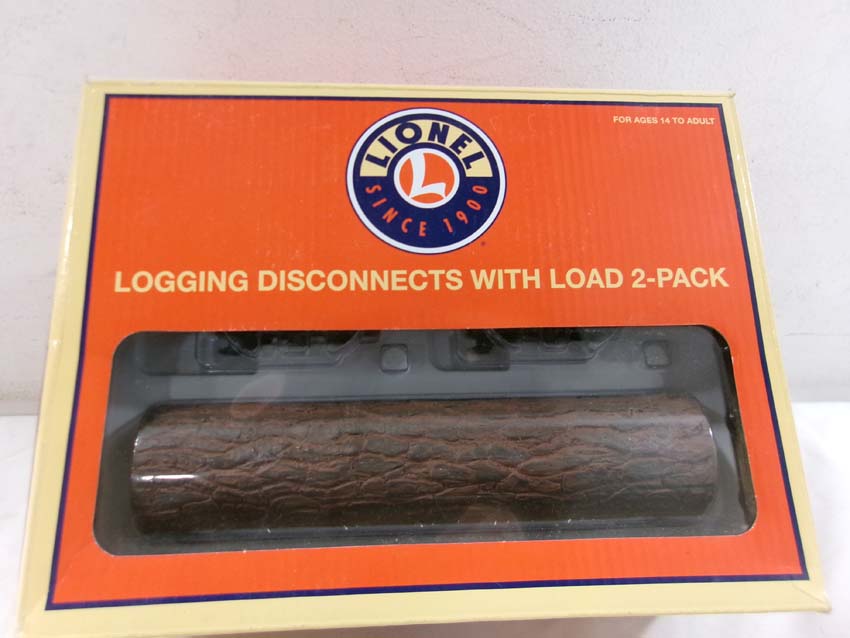 FOR AGES 14 TO ADULT
LIONEL
L
SINCE 1900
LOGGING DISCONNECTS WITH LOAD 2-PACK